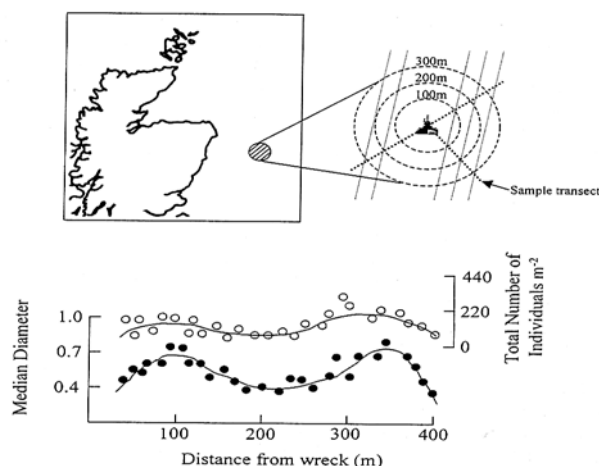 300m
200m
100m
Sample transect
Median Diameter
1.0
0.7
0.4
440
220
0
Total Number of
Individuals m-2
100
200
300
400
Distance from wreck (m)